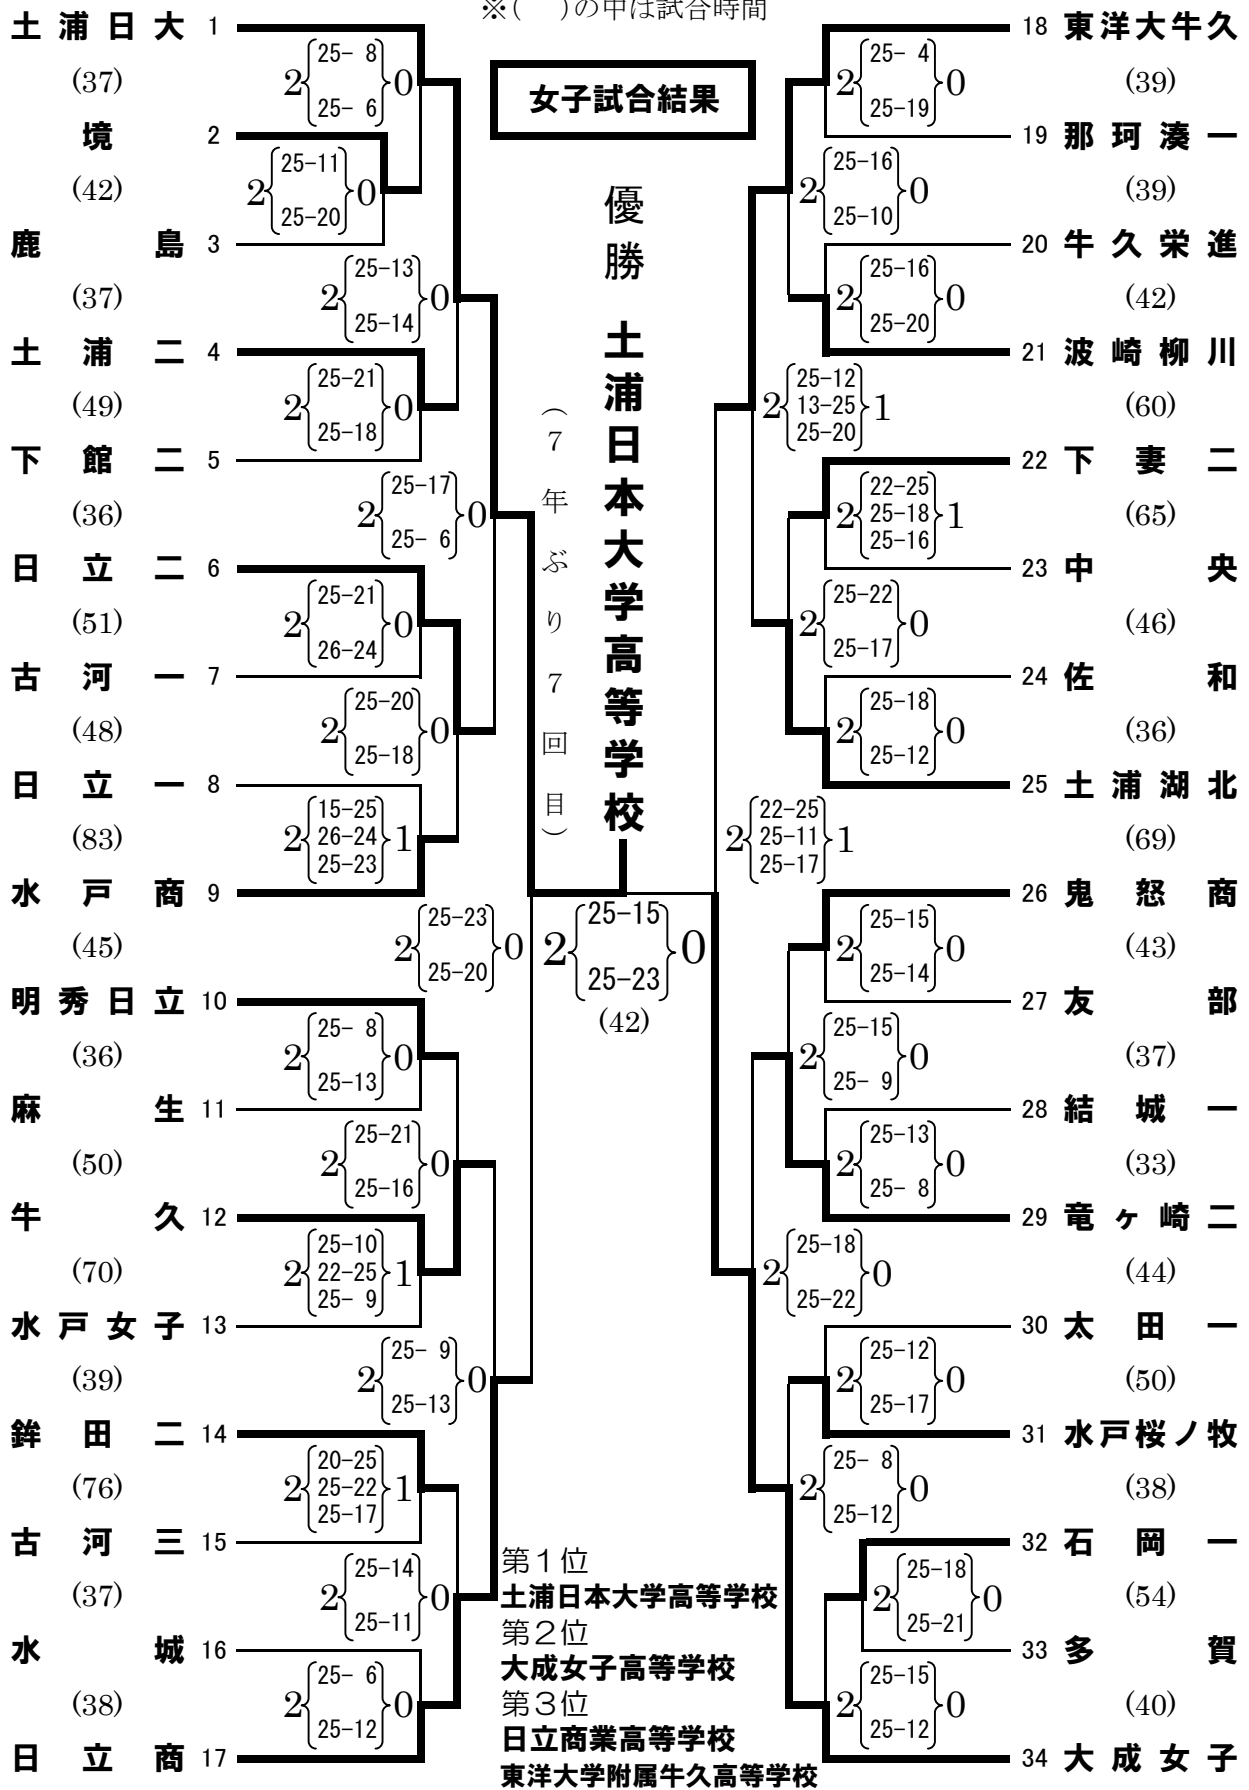 ※(　)の中は試合時間
女子試合結果
優勝 土浦日本大学高等学校
(7年ぶり7回目)
土浦日大 1
(37)
2 25- 8 0
25- 6
境 2
(42)
2 25-11 0
25-20
鹿島 3
(37)
2 25-13 0
25-14
土浦二 4
(49)
2 25-21 0
25-18
下館二 5
(36)
2 25-17 0
25- 6
日立二 6
(51)
2 25-21 0
26-24
古河一 7
(48)
2 25-20 0
25-18
日立一 8
(83)
2 15-25 1
26-24
25-23
水戸商 9
(45)
2 25-23 0
25-20
明秀日立 10
(36)
2 25- 8 0
25-13
麻生 11
(50)
2 25-21 0
25-16
牛久 12
(70)
2 25-10 1
22-25
25- 9
水戸女子 13
(39)
2 25- 9 0
25-13
鉾田二 14
(76)
2 20-25 1
25-22
25-17
古河三 15
(37)
2 25-14 0
25-11
水城 16
(38)
2 25- 6 0
25-12
日立商 17
2 25-15 0
25-23
(42)
18 東洋大牛久
(39)
2 25- 4 0
25-19
19 那珂湊一
(39)
2 25-16 0
25-10
20 牛久栄進
(42)
2 25-16 0
25-20
21 波崎柳川
(60)
2 25-12 1
13-25
25-20
22 下妻二
(65)
2 22-25 1
25-18
25-16
23 中央
(46)
2 25-22 0
25-17
24 佐和
(36)
2 25-18 0
25-12
25 土浦湖北
(69)
2 22-25 1
25-11
25-17
26 鬼怒商
(43)
2 25-15 0
25-14
27 友部
(37)
2 25-15 0
25- 9
28 結城一
(33)
2 25-13 0
25- 8
29 竜ヶ崎二
(44)
2 25-18 0
25-22
30 太田一
(50)
2 25-12 0
25-17
31 水戸桜ノ牧
(38)
2 25- 8 0
25-12
32 石岡一
(54)
2 25-18 0
25-21
33 多賀
(40)
2 25-15 0
25-12
34 大成女子
第1位
土浦日本大学高等学校
第2位
大成女子高等学校
第3位
日立商業高等学校
東洋大学附属牛久高等学校